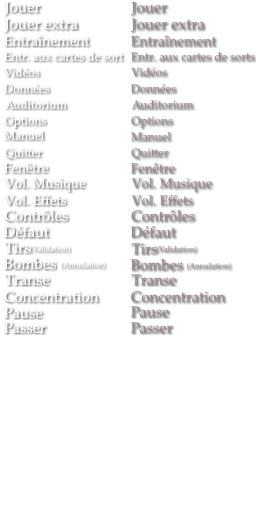 Jouer Jouer
Jouer extra Jouer extra
Entraînement Entraînement
Entr. aux cartes de sort Entr. aux cartes de sorts
Vidéos Vidéos
Données Données
Auditorium Auditorium
Options Options
Manuel Manuel
Quitter Quitter
Fenêtre Fenêtre
Vol. Musique Vol. Musique
Vol. Effets Vol. Effets
Contrôles Contrôles
Défaut Défaut
Tirs(Validation) Tirs(Validation)
Bombes (Annulation) Bombes (Annulation)
Transe Transe
Concentration Concentration
Pause Pause
Passer Passer